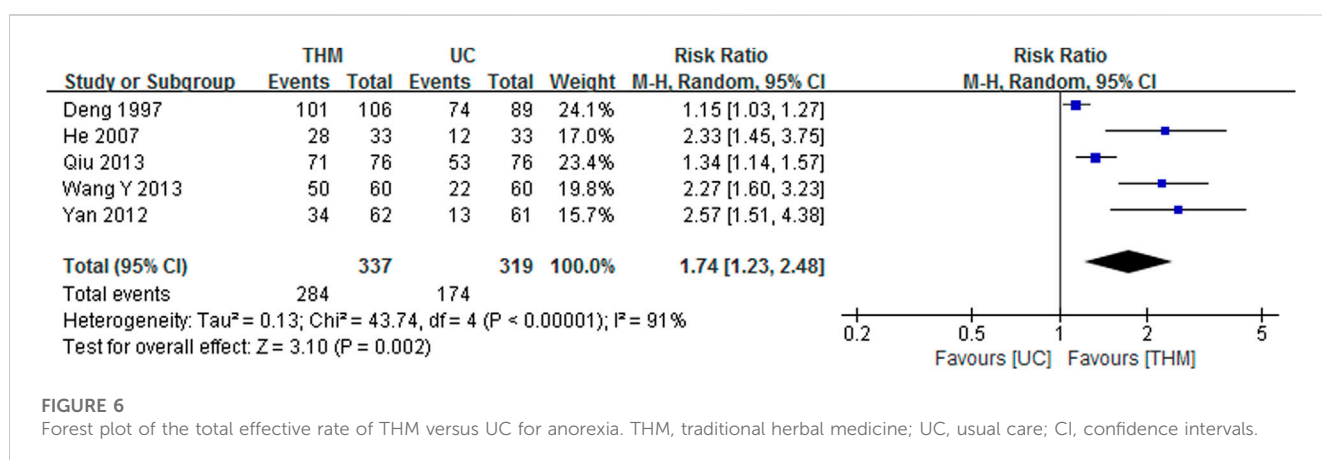 THM UC Risk Ratio Risk Ratio
Study or Subgroup Events Total Events Total Weight M-H, Random, 95% CI M-H, Random, 95% CI
Deng 1997 101 106 74 89 24.1% 1.15 [1.03, 1.27]
He 2007 28 33 12 33 17.0% 2.33 [1.45, 3.75]
Qiu 2013 71 76 53 76 23.4% 1.34 [1.14, 1.57]
Wang Y 2013 50 60 22 60 19.8% 2.27 [1.60, 3.23]
Yan 2012 34 62 13 61 15.7% 2.57 [1.51, 4.38]
Total (95% CI) 337 319 100.0% 1.74 [1.23, 2.48]
Total events 284 174
Heterogeneity: Tau² = 0.13; Chi² = 43.74, df = 4 (P < 0.00001); I² = 91%
Test for overall effect: Z = 3.10 (P = 0.002)
0.2 0.5 1 2 5
Favours [UC] Favours [THM]
FIGURE 6
Forest plot of the total effective rate of THM versus UC for anorexia. THM, traditional herbal medicine; UC, usual care; CI, confidence intervals.